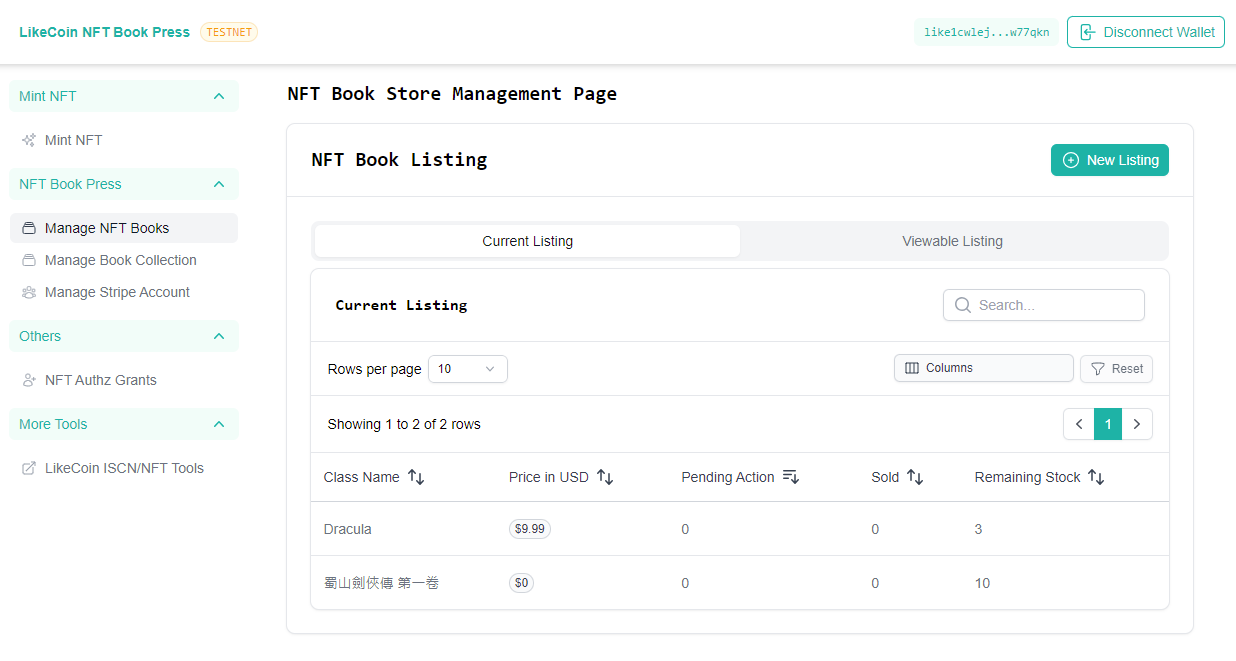 LikeCoin NFT Book Press TESTNET
like1cw1ej...w77qkn Disconnect Wallet
Mint NFT
Mint NFT
NFT Book Press
Manage NFT Books
Manage Book Collection
Manage Stripe Account
Others
NFT Authz Grants
More Tools
LikeCoin ISCN/NFT Tools
NFT Book Store Management Page
NFT Book Listing
New Listing
Current Listing Viewable Listing
Current Listing
Search...
Rows per page 10
Columns Reset
Showing 1 to 2 of 2 rows
1
Class Name Price in USD Pending Action Sold Remaining Stock
Dracula $9.99 0 0 3
蜀山劍俠傳 第一卷 $0 0 0 10